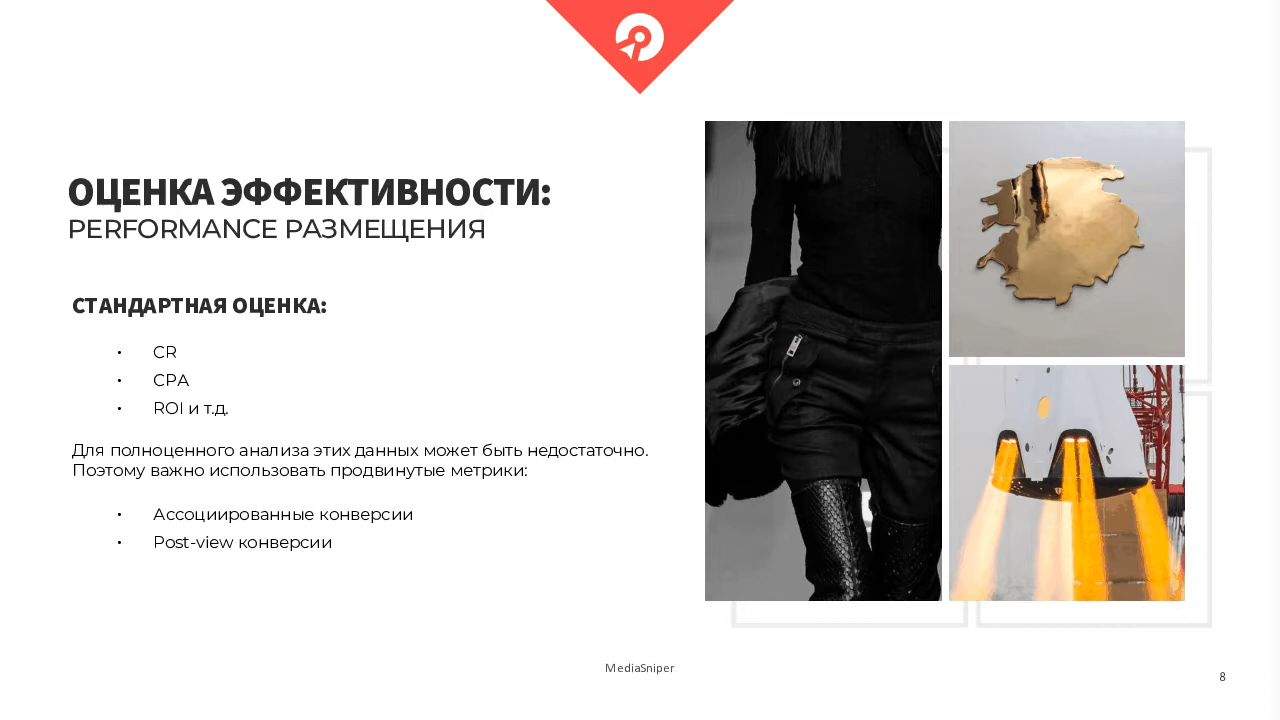 ОЦЕНКА ЭФФЕКТИВНОСТИ:
PERFORMANCE РАЗМЕЩЕНИЯ
СТАНДАРТНАЯ ОЦЕНКА:
• CR
• CPA
• ROI и т.д.
Для полноценного анализа этих данных может быть недостаточно.
Поэтому важно использовать продвинутые метрики:
• Ассоциированные конверсии
• Post-view конверсии
MediaSniper
8